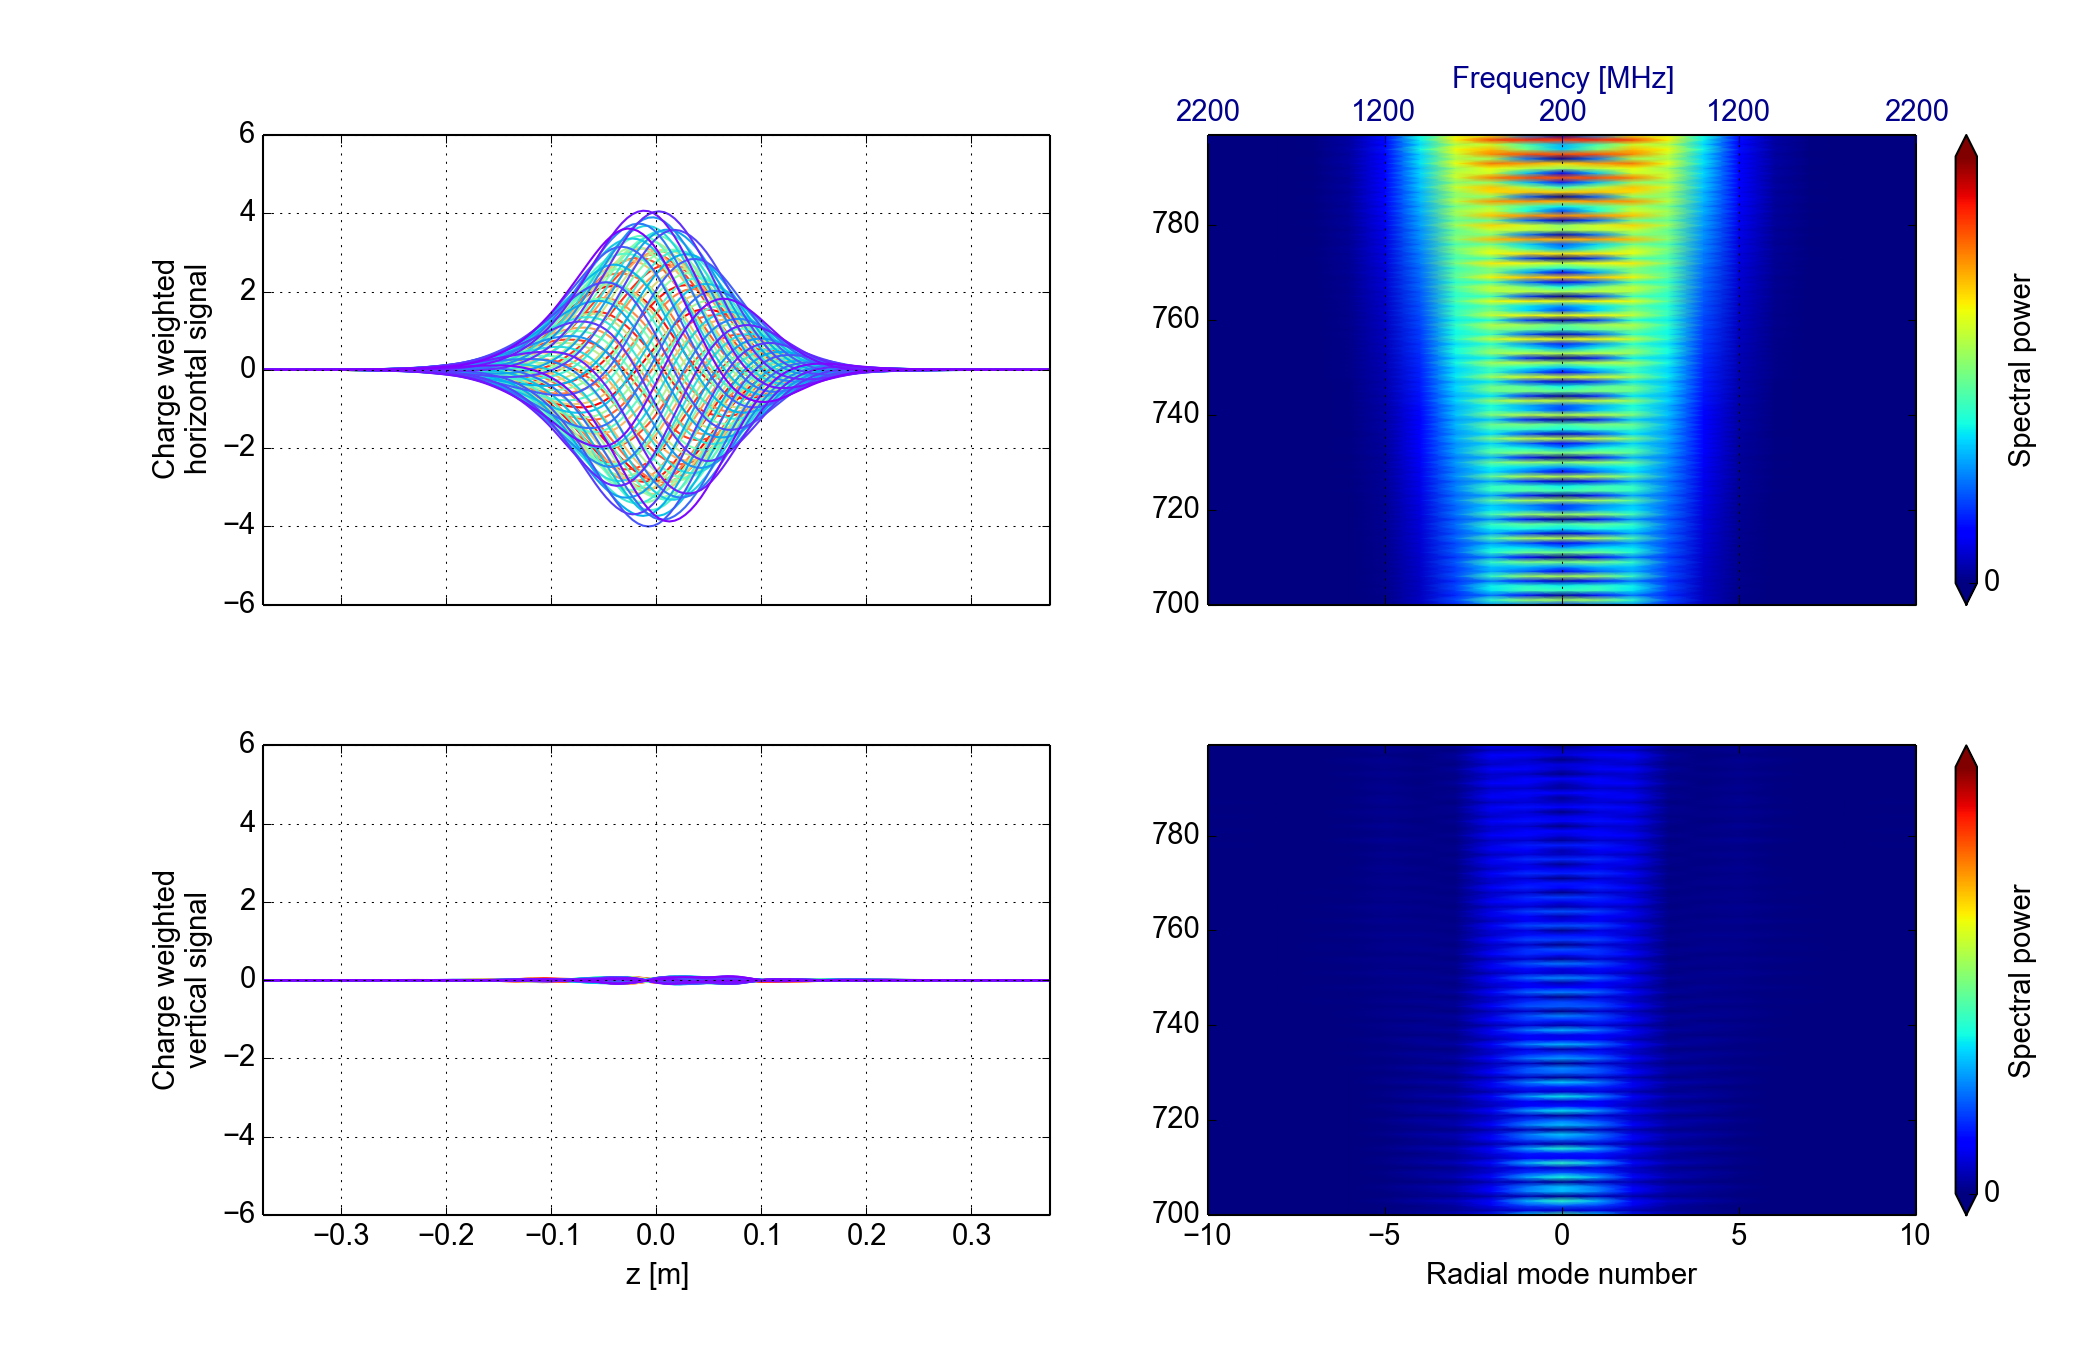 Frequency [MHz]
2200 1200 200 1200 2200
6
4
2
0
−2
−4
−6
Charge weighted
horizontal signal
780
760
740
720
700
0
Spectral power
6
4
2
0
−2
−4
−6
Charge weighted
vertical signal
−0.3 −0.2 −0.1 0.0 0.1 0.2 0.3
z [m]
780
760
740
720
700
−10 −5 0 5 10
Radial mode number
0
Spectral power